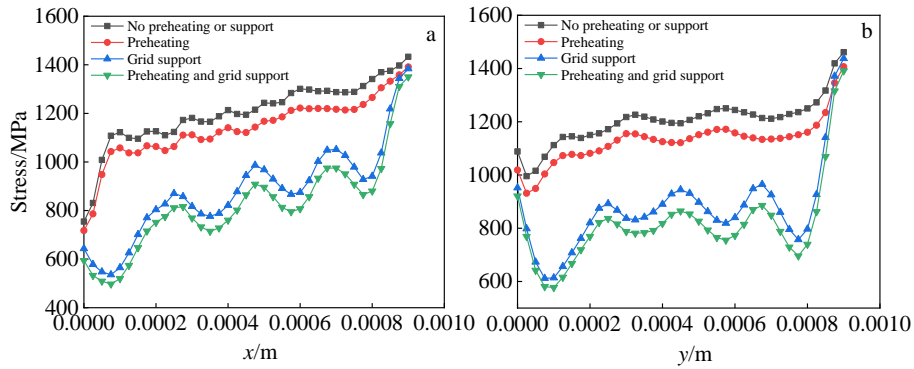 Stress/MPa
1600
1400
1200
1000
800
600
400
No preheating or support
Preheating
Grid support
Preheating and grid support
a
0.0000 0.0002 0.0004 0.0006 0.0008 0.0010
x/m
1600
1400
1200
1000
800
600
No preheating or support
Preheating
Grid support
Preheating and grid support
b
0.0000 0.0002 0.0004 0.0006 0.0008 0.0010
y/m